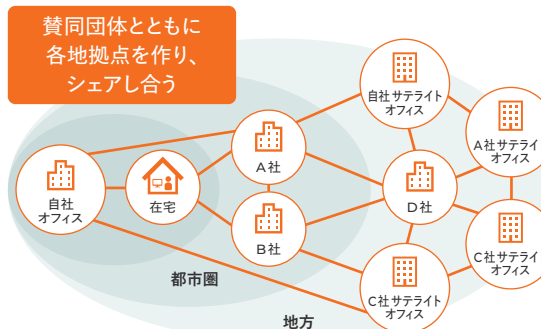 賛同団体とともに
各地拠点を作り、
シェアし合う
自社
オフィス
在宅
A社
B社
自社サテライト
オフィス
D社
A社サテライト
オフィス
C社サテライト
オフィス
C社サテライト
オフィス
都市圏
地方